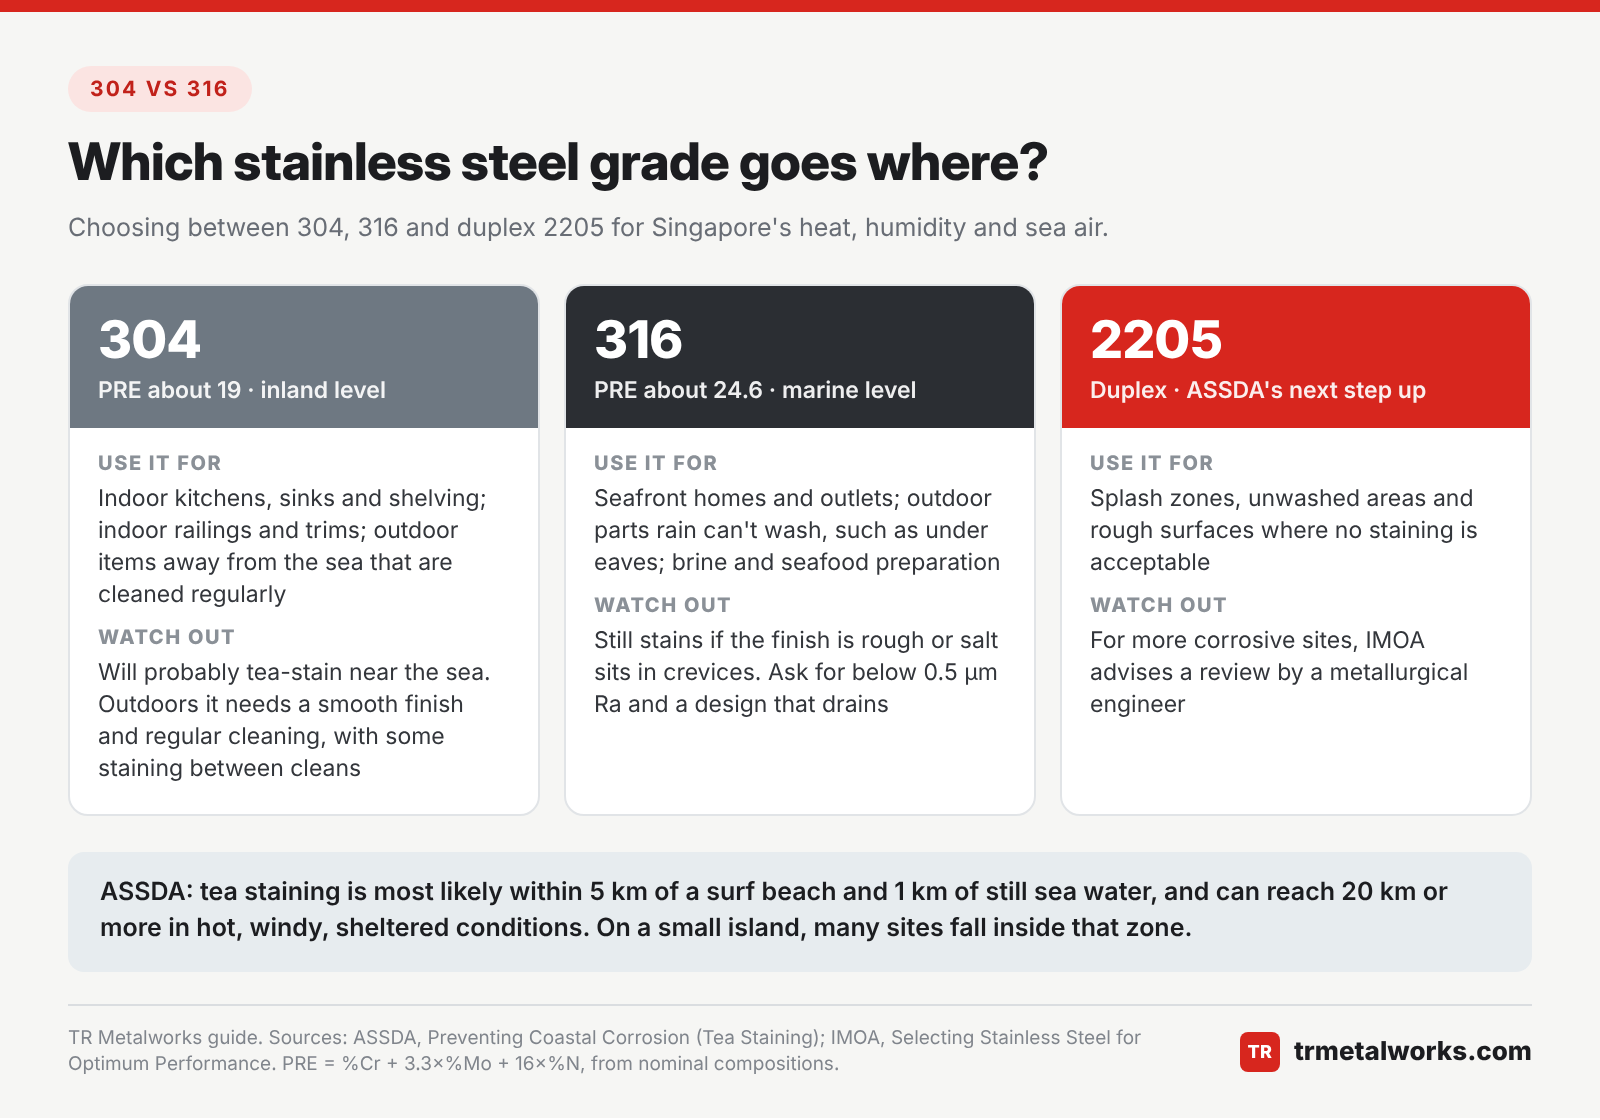 304 VS 316
Which stainless steel grade goes where?
Choosing between 304, 316 and duplex 2205 for Singapore's heat, humidity and sea air.
304
PRE about 19 · inland level
USE IT FOR
Indoor kitchens, sinks and shelving;
indoor railings and trims; outdoor
items away from the sea that are
cleaned regularly
WATCH OUT
Will probably tea-stain near the sea.
Outdoors it needs a smooth finish
and regular cleaning, with some
staining between cleans
316
PRE about 24.6 · marine level
USE IT FOR
Seafront homes and outlets; outdoor
parts rain can't wash, such as under
eaves; brine and seafood preparation
WATCH OUT
Still stains if the finish is rough or salt
sits in crevices. Ask for below 0.5 µm
Ra and a design that drains
2205
Duplex · ASSDA's next step up
USE IT FOR
Splash zones, unwashed areas and
rough surfaces where no staining is
acceptable
WATCH OUT
For more corrosive sites, IMOA
advises a review by a metallurgical
engineer
ASSDA: tea staining is most likely within 5 km of a surf beach and 1 km of still sea water, and can reach 20 km or
more in hot, windy, sheltered conditions. On a small island, many sites fall inside that zone.
TR Metalworks guide. Sources: ASSDA, Preventing Coastal Corrosion (Tea Staining); IMOA, Selecting Stainless Steel for
Optimum Performance. PRE = %Cr + 3.3×%Mo + 16×%N, from nominal compositions.
TR trmetalworks.com